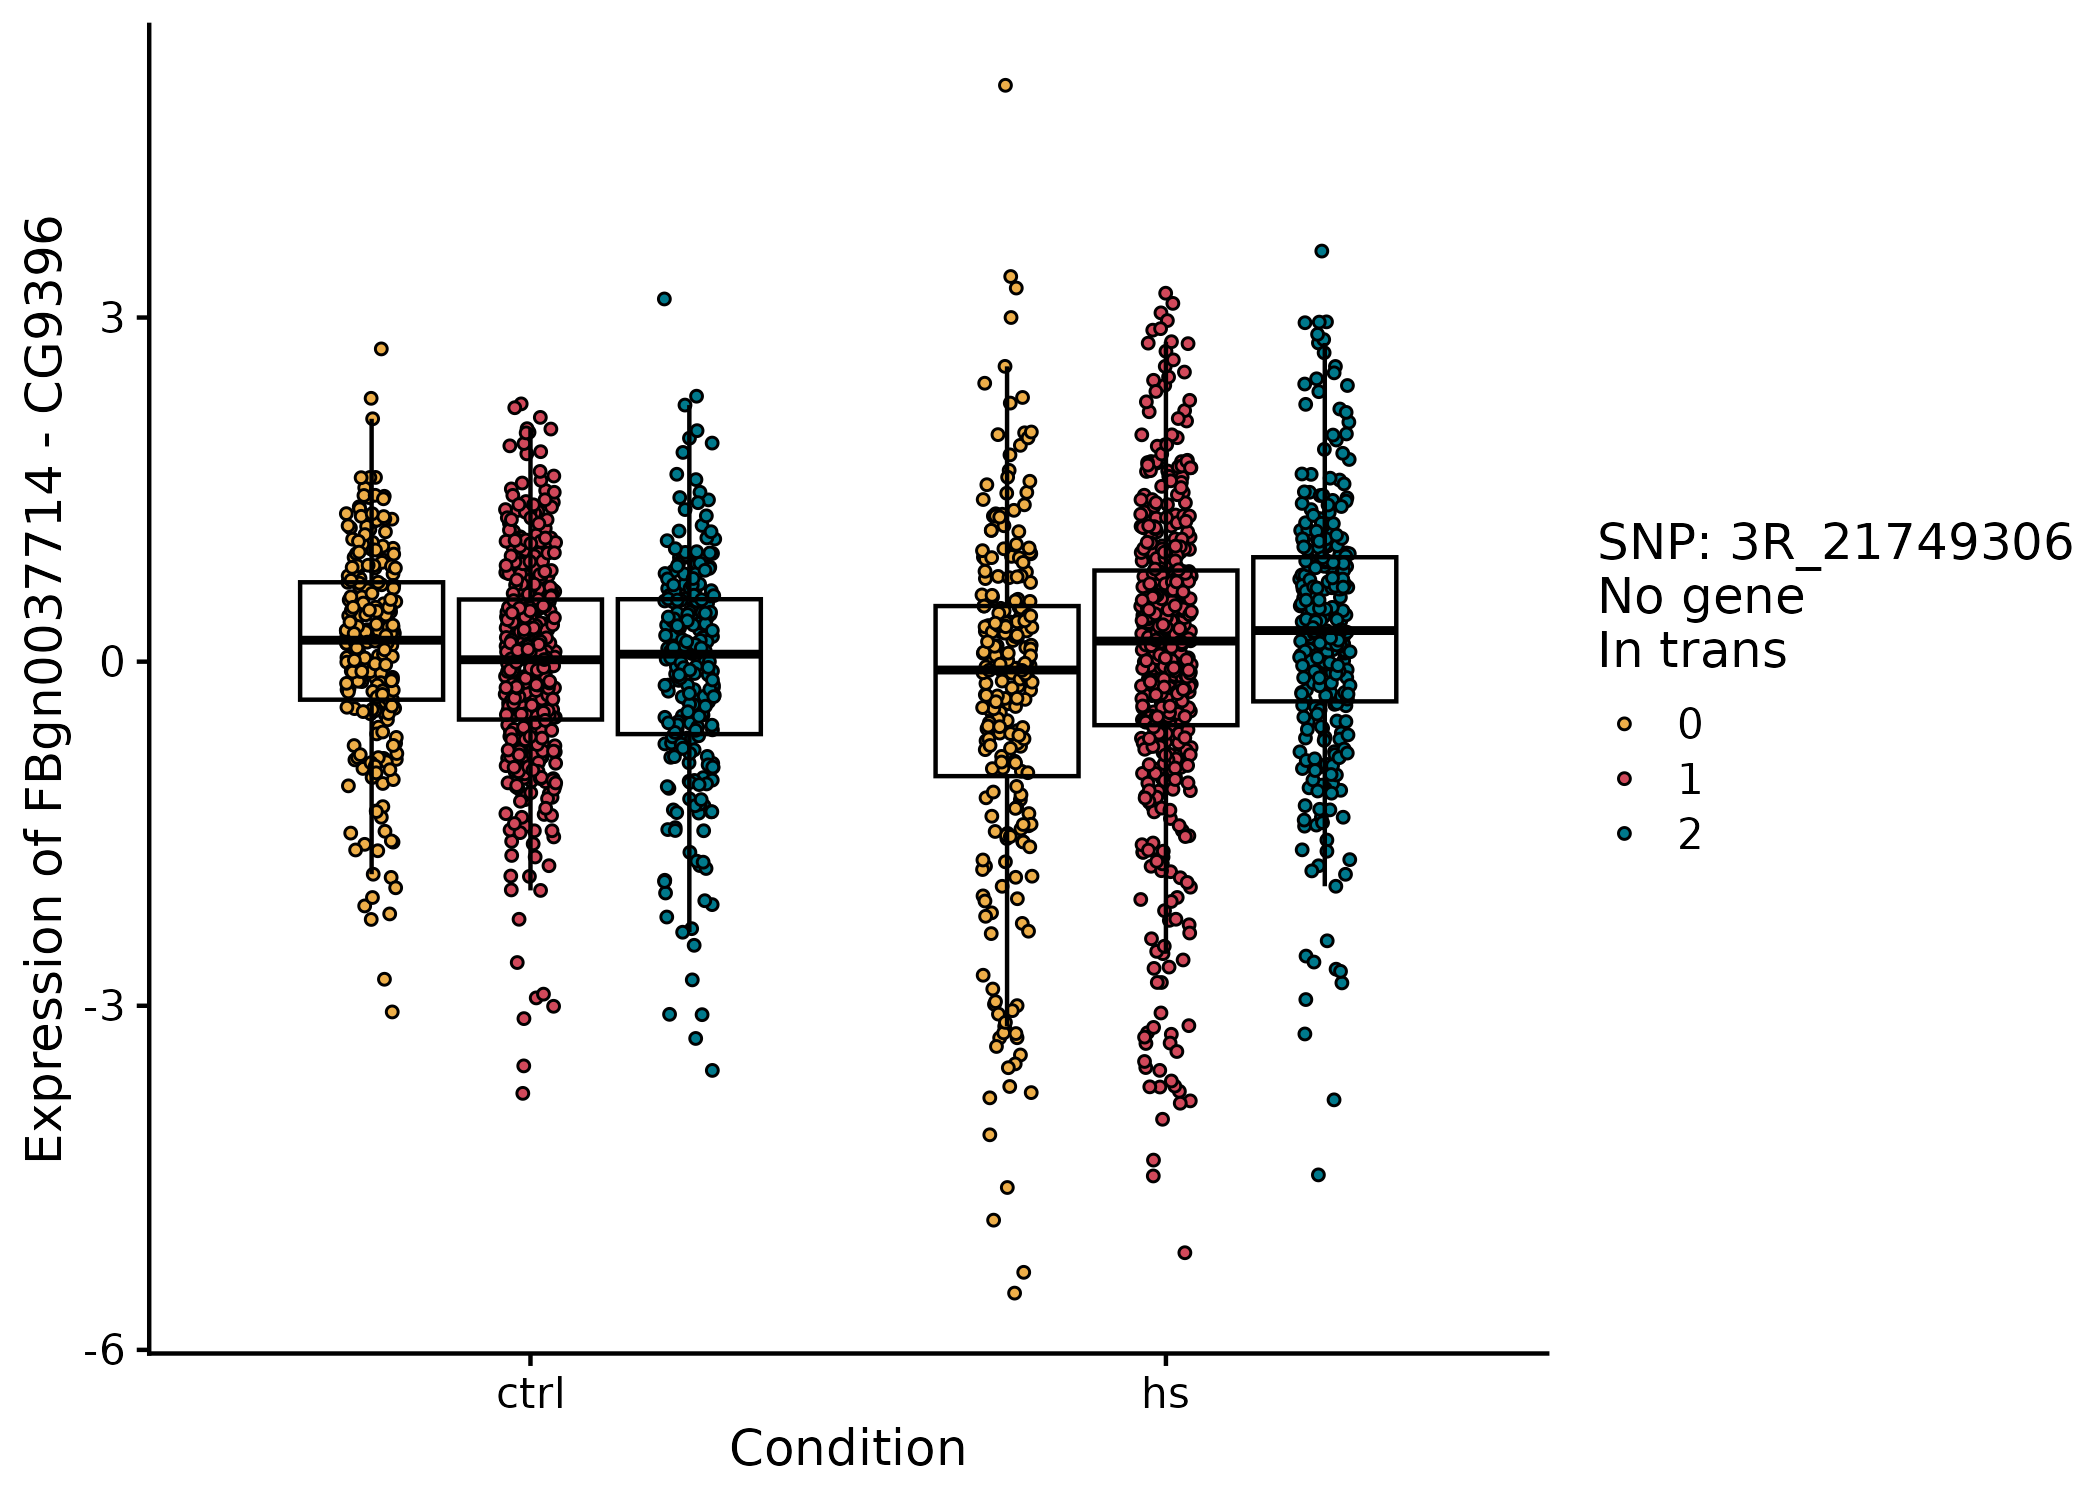 Expression of FBgn0037714 - CG9396
3
0
-3
-6
ctrl
hs
Condition
SNP: 3R_21749306
No gene
In trans
0
1
2